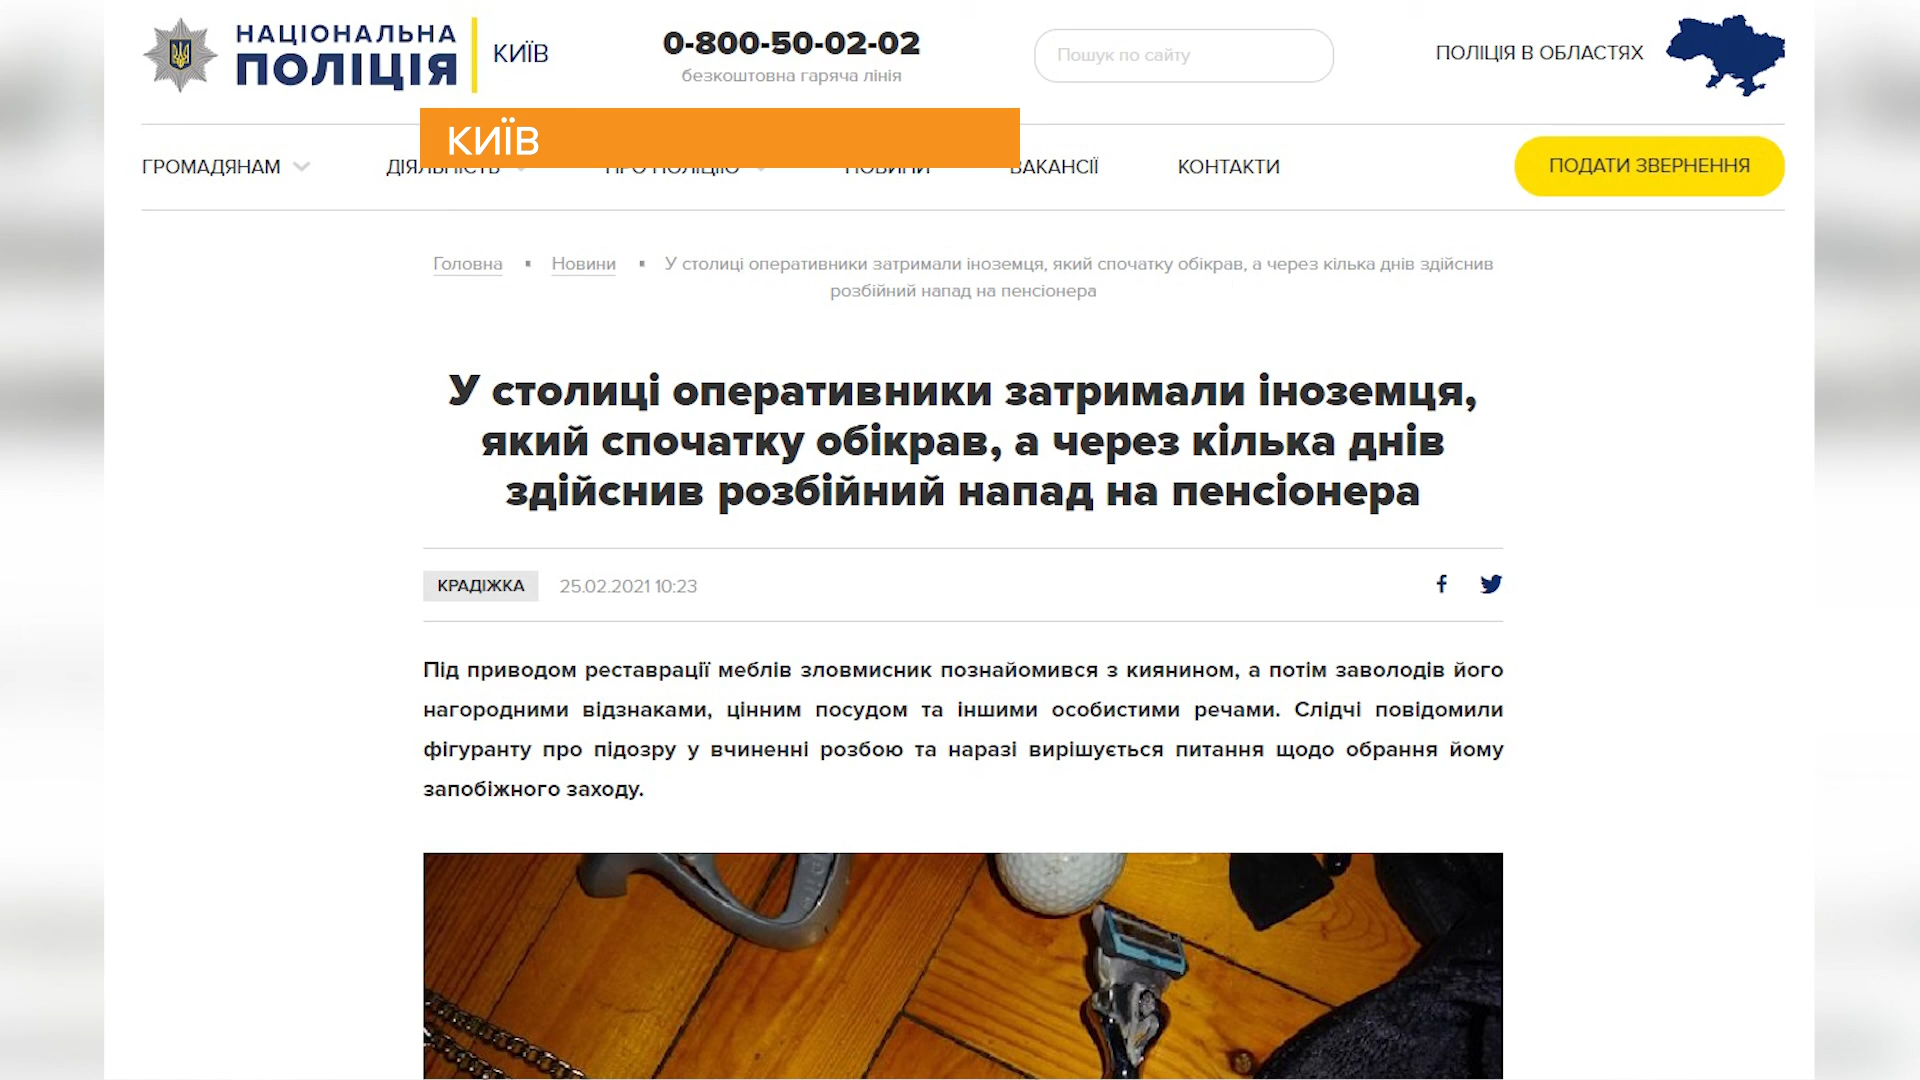 НАЦІОНАЛЬНА
ПОЛІЦІЯ
КИЇВ
0-800-50-02-02
безкоштовна гаряча лінія
Пошук по сайту
ПОЛІЦІЯ В ОБЛАСТЯХ
КИЇВ
ГРОМАДЯНАМ ДІЯЛЬНІСТЬ ПРО ПОЛІЦІЮ НОВИНИ ВАКАНСІЇ КОНТАКТИ
ПОДАТИ ЗВЕРНЕННЯ
Головна ▪ Новини ▪ У столиці оперативники затримали іноземця, який спочатку обікрав, а через кілька днів здійснив
розбійний напад на пенсіонера
У столиці оперативники затримали іноземця,
який спочатку обікрав, а через кілька днів
здійснив розбійний напад на пенсіонера
КРАДІЖКА 25.02.2021 10:23
Під приводом реставрації меблів зловмисник познайомився з киянином, а потім заволодів його
нагородними відзнаками, цінним посудом та іншими особистими речами. Слідчі повідомили
фігуранту про підозру у вчиненні розбою та наразі вирішується питання щодо обрання йому
запобіжного заходу.